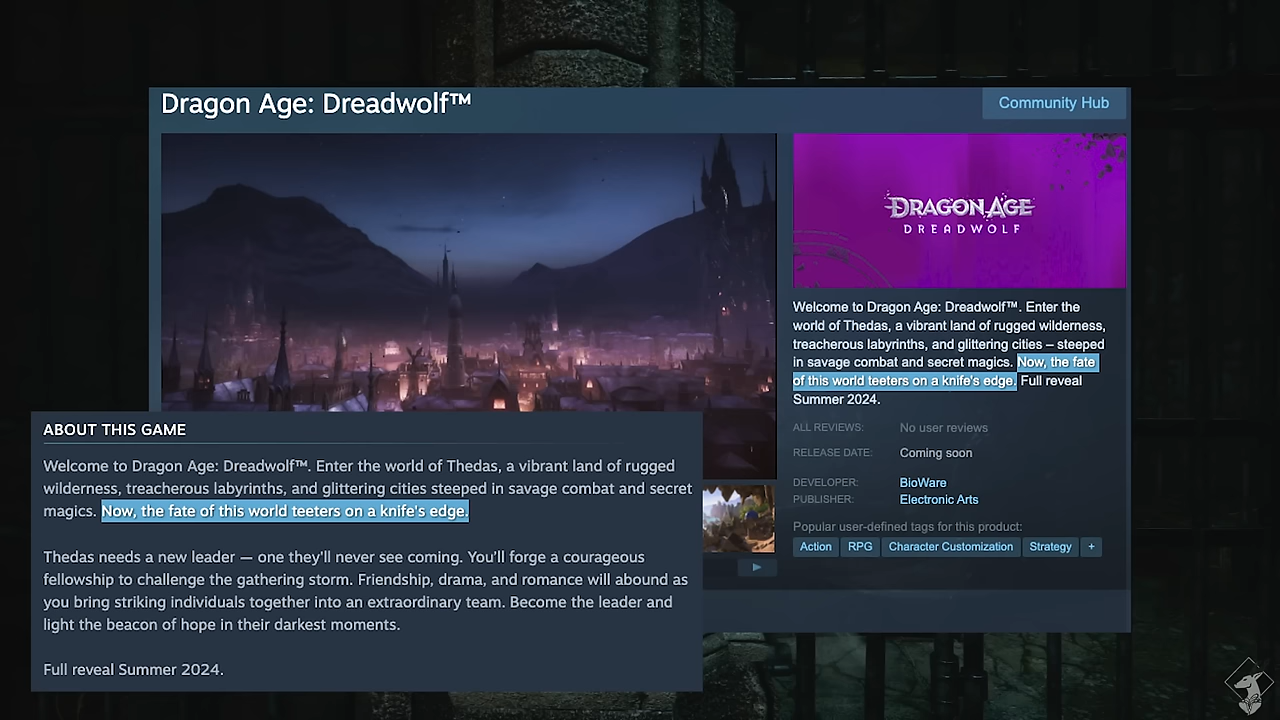 Dragon Age: Dreadwolf™
Community Hub
DRAGON AGE
DREADWOLF
Welcome to Dragon Age: Dreadwolf™. Enter the
world of Thedas, a vibrant land of rugged wilderness,
treacherous labyrinths, and glittering cities – steeped
in savage combat and secret magics. Now, the fate
of this world teeters on a knife's edge. Full reveal
Summer 2024.
ALL REVIEWS: No user reviews
RELEASE DATE: Coming soon
DEVELOPER: BioWare
PUBLISHER: Electronic Arts
Popular user-defined tags for this product:
Action RPG Character Customization Strategy +
ABOUT THIS GAME
Welcome to Dragon Age: Dreadwolf™. Enter the world of Thedas, a vibrant land of rugged
wilderness, treacherous labyrinths, and glittering cities steeped in savage combat and secret
magics. Now, the fate of this world teeters on a knife's edge.
Thedas needs a new leader — one they'll never see coming. You'll forge a courageous
fellowship to challenge the gathering storm. Friendship, drama, and romance will abound as
you bring striking individuals together into an extraordinary team. Become the leader and
light the beacon of hope in their darkest moments.
Full reveal Summer 2024.